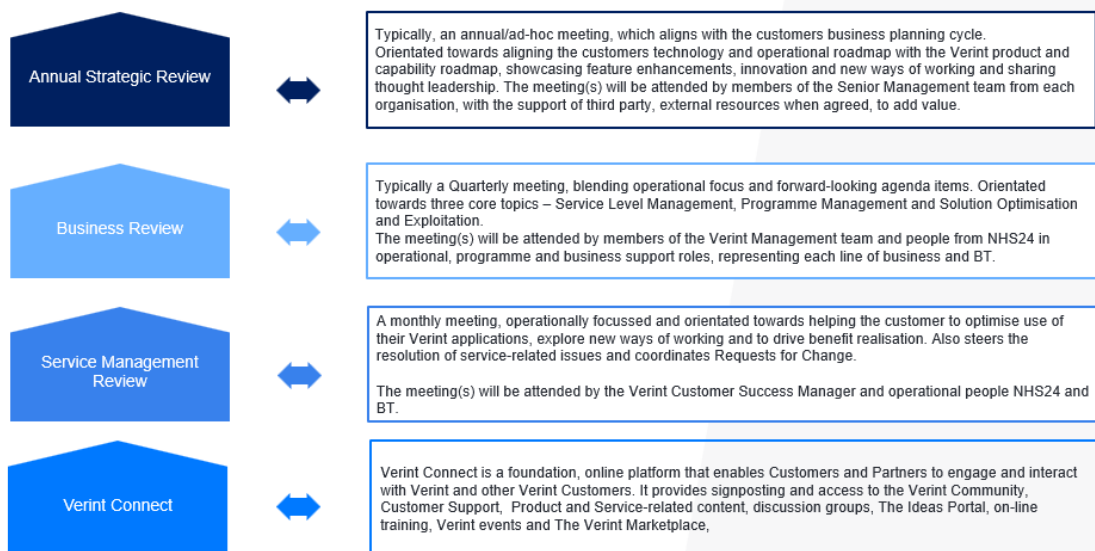 Annual Strategic Review
Typically, an annual/ad-hoc meeting, which aligns with the customers business planning cycle.
Orientated towards aligning the customers technology and operational roadmap with the Verint product and
capability roadmap, showcasing feature enhancements, innovation and new ways of working and sharing
thought leadership. The meeting(s) will be attended by members of the Senior Management team from each
organisation, with the support of third party, external resources when agreed, to add value.
Business Review
Typically a Quarterly meeting, blending operational focus and forward-looking agenda items. Orientated
towards three core topics – Service Level Management, Programme Management and Solution Optimisation
and Exploitation.
The meeting(s) will be attended by members of the Verint Management team and people from NHS24 in
operational, programme and business support roles, representing each line of business and BT.
Service Management
Review
A monthly meeting, operationally focussed and orientated towards helping the customer to optimise use of
their Verint applications, explore new ways of working and to drive benefit realisation. Also steers the
resolution of service-related issues and coordinates Requests for Change.
The meeting(s) will be attended by the Verint Customer Success Manager and operational people NHS24 and
BT.
Verint Connect
Verint Connect is a foundation, online platform that enables Customers and Partners to engage and interact
with Verint and other Verint Customers. It provides signposting and access to the Verint Community,
Customer Support, Product and Service-related content, discussion groups, The Ideas Portal, on-line
training, Verint events and The Verint Marketplace,